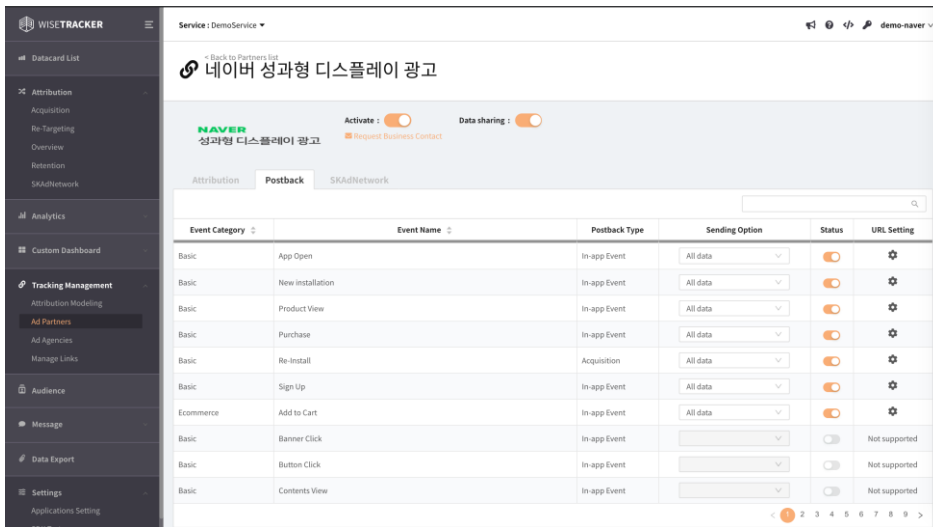 WISETRACKER
Service : DemoService
demo-naver
Datacard List
Attribution
Acquisition
Re-Targeting
Overview
Retention
SKAdNetwork
Analytics
Custom Dashboard
Tracking Management
Attribution Modeling
Ad Partners
Ad Agencies
Manage Links
Audience
Message
Data Export
Settings
Applications Setting
< Back to Partners list
네이버 성과형 디스플레이 광고
NAVER
성과형 디스플레이 광고
Activate :
Data sharing :
Request Business Contact
Attribution Postback SKAdNetwork
Event Category Event Name Postback Type Sending Option Status URL Setting
Basic App Open In-app Event All data
Basic New installation In-app Event All data
Basic Product View In-app Event All data
Basic Purchase In-app Event All data
Basic Re-Install Acquisition All data
Basic Sign Up In-app Event All data
Ecommerce Add to Cart In-app Event All data
Basic Banner Click In-app Event Not supported
Basic Button Click In-app Event Not supported
Basic Contents View In-app Event Not supported
< 1 2 3 4 5 6 7 8 9 >